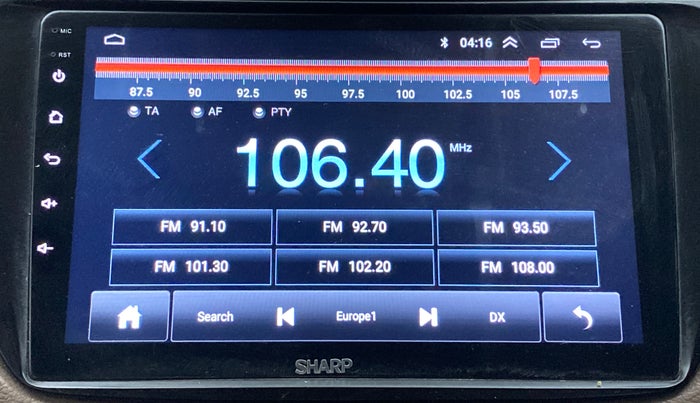 MIC
04:16
RST
87.5 90 92.5 95 97.5 100 102.5 105 107.5
TA AF PTY
106.40 MHz
FM 91.10 FM 92.70 FM 93.50
FM 101.30 FM 102.20 FM 108.00
Search Europe1 DX
SHARP